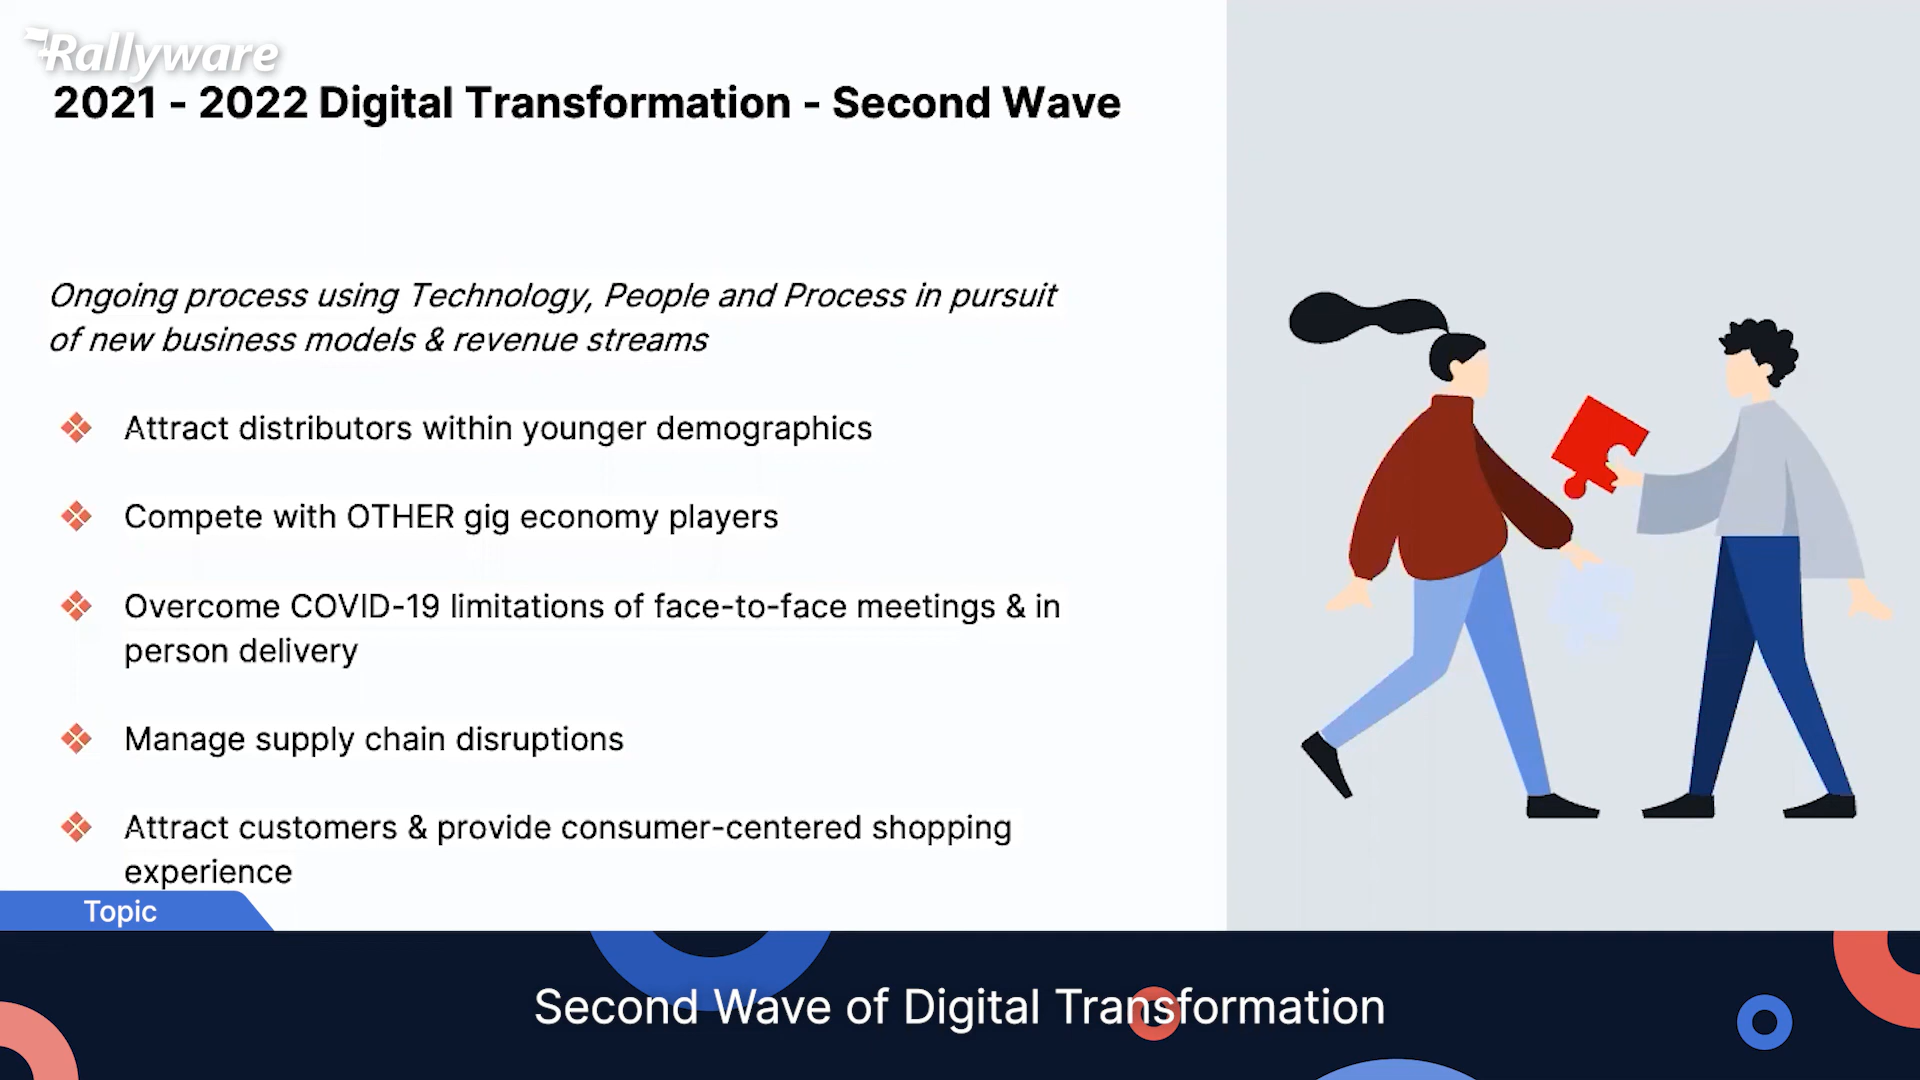 Rallyware
2021 - 2022 Digital Transformation - Second Wave
Ongoing process using Technology, People and Process in pursuit
of new business models & revenue streams
Attract distributors within younger demographics
Compete with OTHER gig economy players
Overcome COVID-19 limitations of face-to-face meetings & in
person delivery
Manage supply chain disruptions
Attract customers & provide consumer-centered shopping
experience
Topic
Second Wave of Digital Transformation